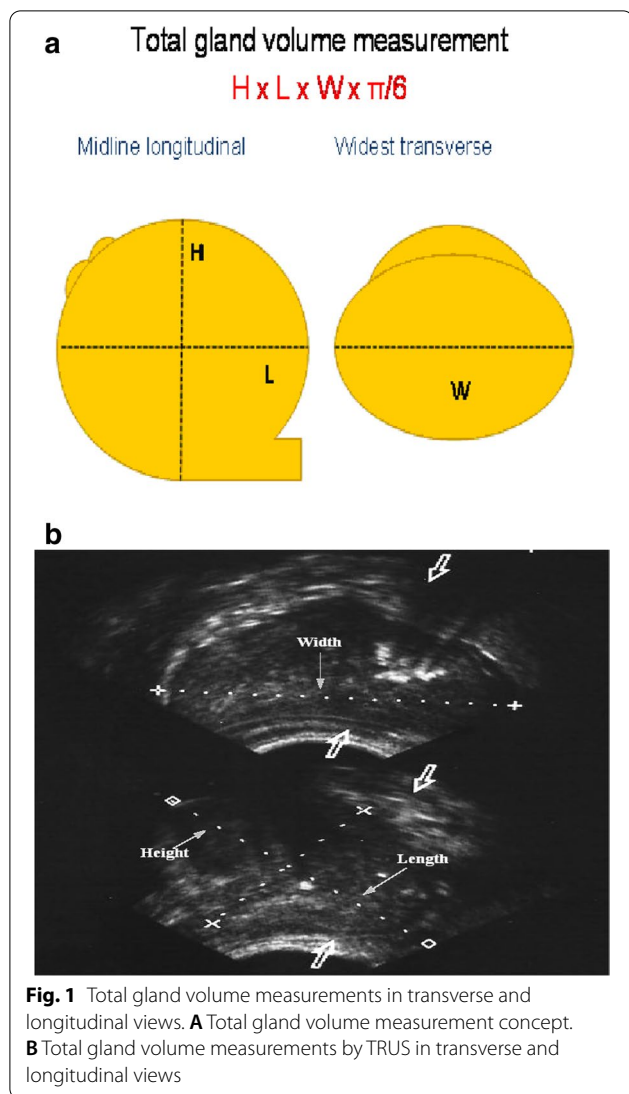 a
Total gland volume measurement
H x L x W x π/6
Midline longitudinal
Widest transverse
H
L
W
b
Width
Height
Length
Fig. 1 Total gland volume measurements in transverse and
longitudinal views. A Total gland volume measurement concept.
B Total gland volume measurements by TRUS in transverse and
longitudinal views